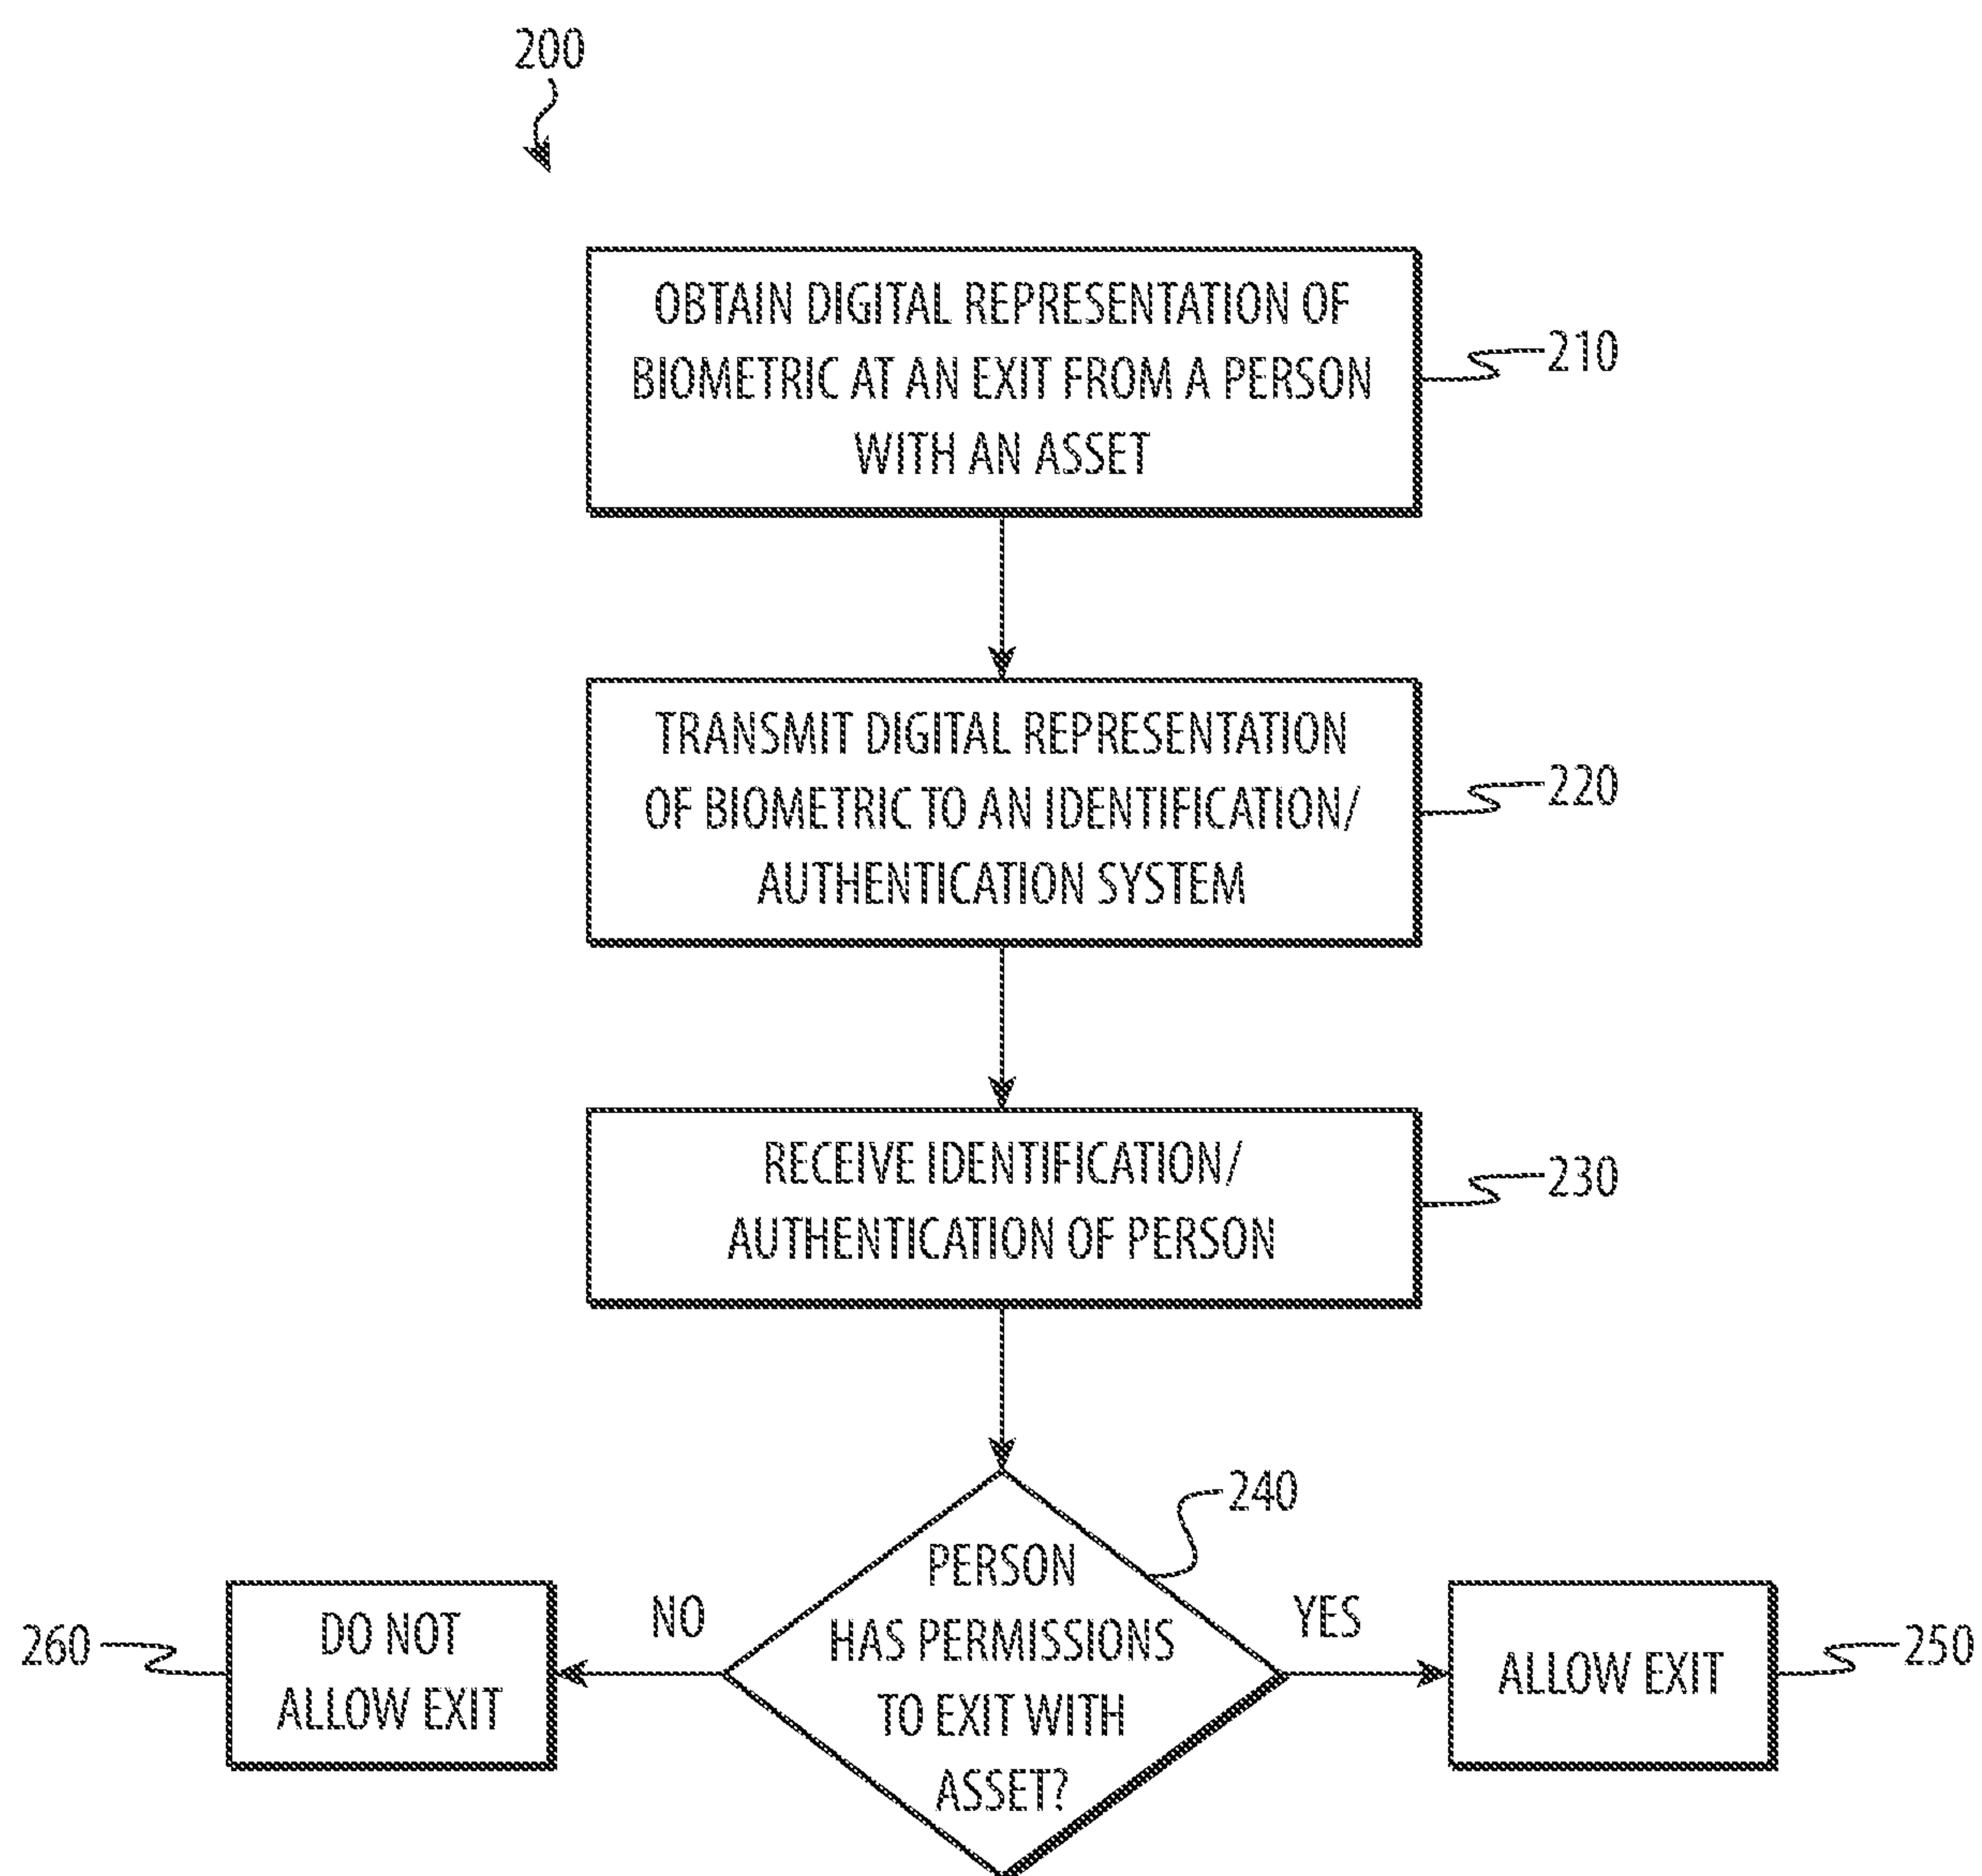 200
OBTAIN DIGITAL REPRESENTATION OF
BIOMETRIC AT AN EXIT FROM A PERSON
WITH AN ASSET
210
TRANSMIT DIGITAL REPRESENTATION
OF BIOMETRIC TO AN IDENTIFICATION/
AUTHENTICATION SYSTEM
220
RECEIVE IDENTIFICATION/
AUTHENTICATION OF PERSON
230
240
PERSON
HAS PERMISSIONS
TO EXIT WITH
ASSET?
NO
YES
DO NOT
ALLOW EXIT
260
ALLOW EXIT
250